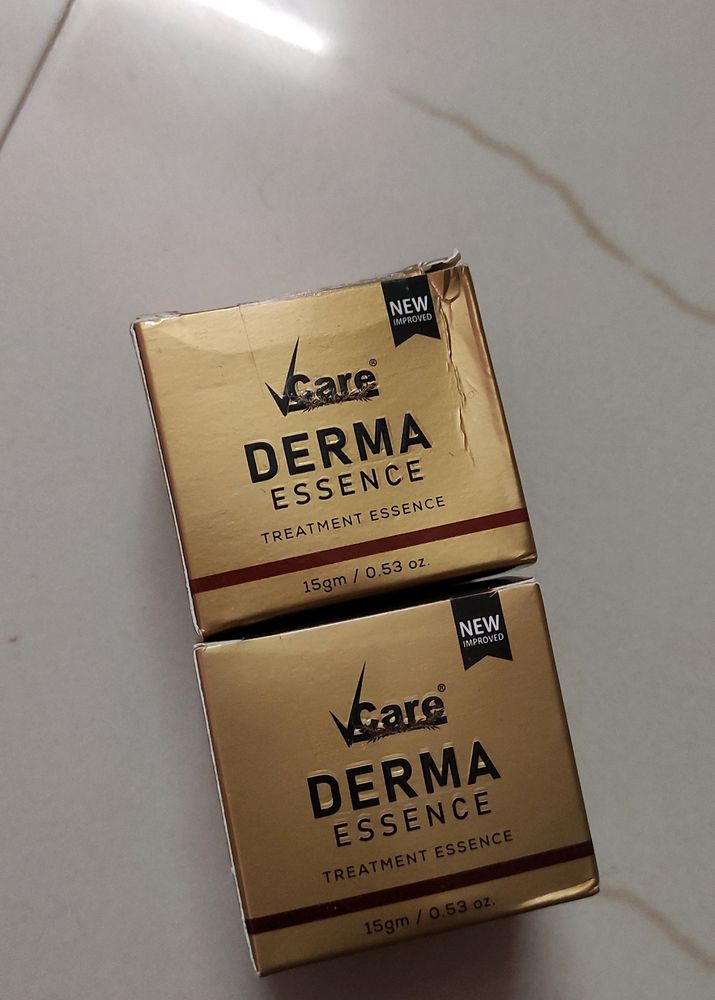 NEW
IMPROVED
VCare®
DERMA
ESSENCE
TREATMENT ESSENCE
15gm / 0.53 oz.
NEW
IMPROVED
VCare®
DERMA
ESSENCE
TREATMENT ESSENCE
15gm / 0.53 oz.